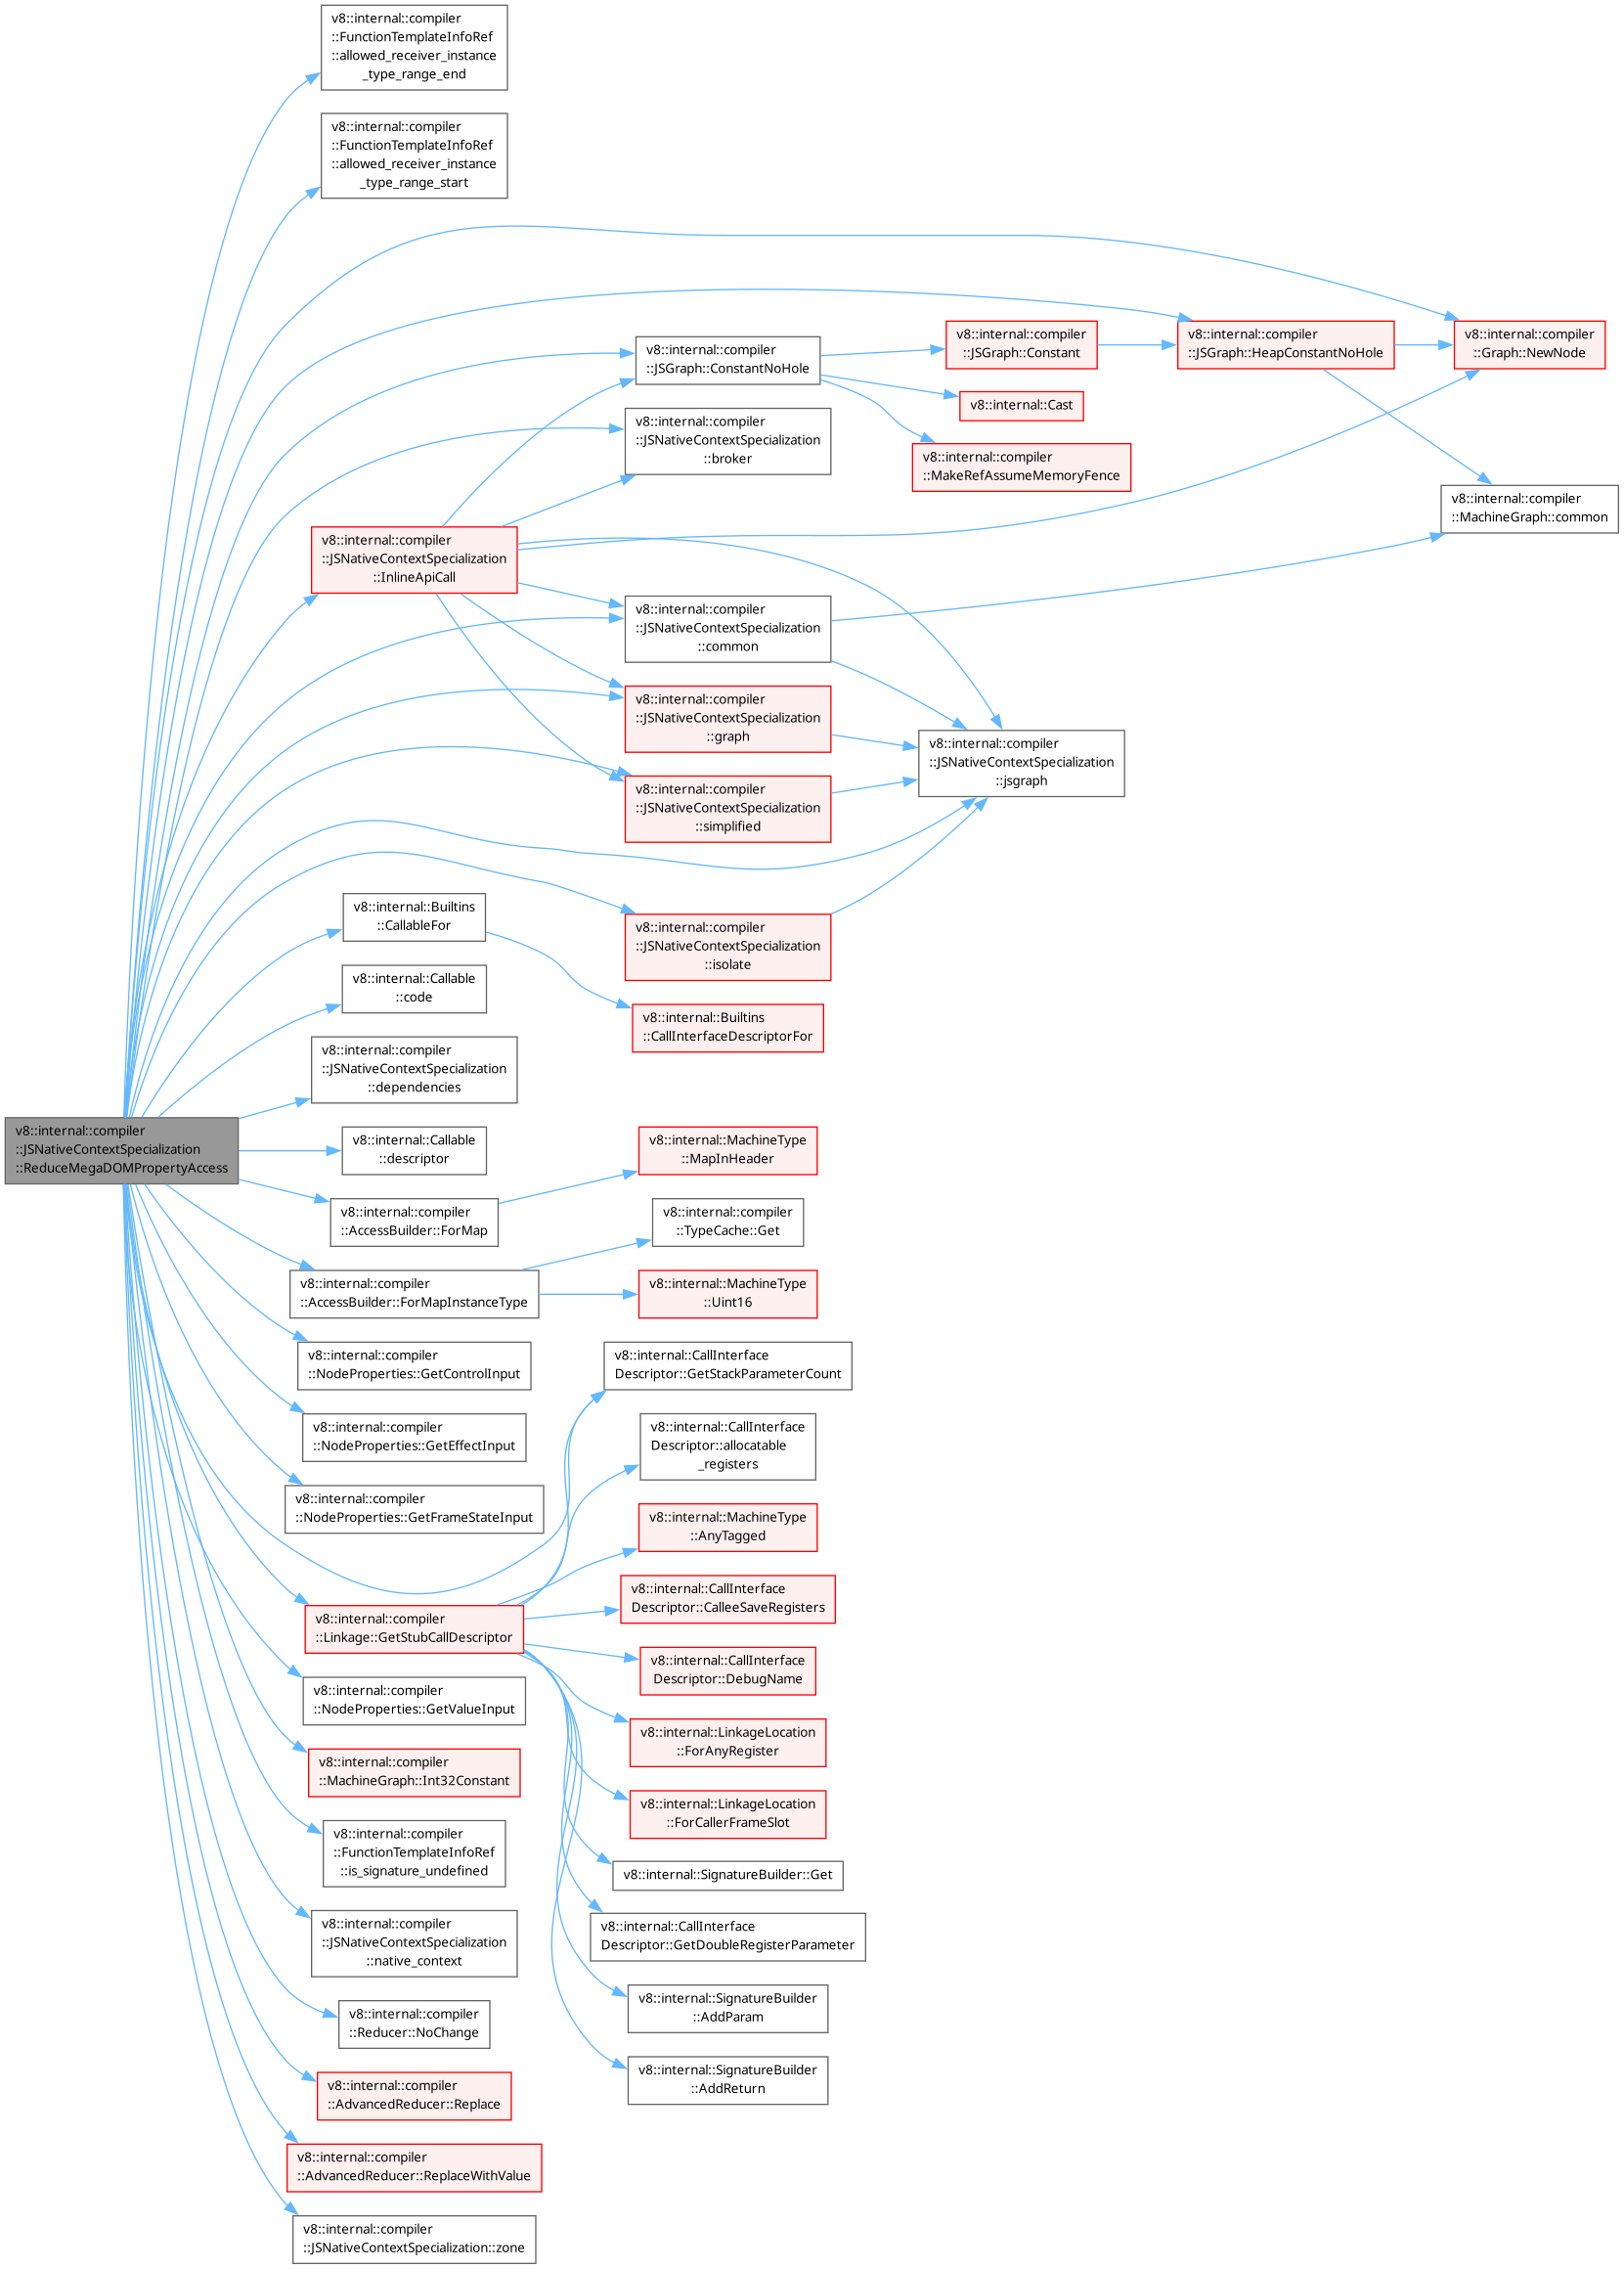 v8::internal::compiler
::FunctionTemplateInfoRef
::allowed_receiver_instance
_type_range_end
v8::internal::compiler
::FunctionTemplateInfoRef
::allowed_receiver_instance
_type_range_start
v8::internal::compiler
::JSGraph::ConstantNoHole
v8::internal::compiler
::JSGraph::Constant
v8::internal::compiler
::JSGraph::HeapConstantNoHole
v8::internal::compiler
::Graph::NewNode
v8::internal::Cast
v8::internal::compiler
::JSNativeContextSpecialization
::broker
v8::internal::compiler
::MakeRefAssumeMemoryFence
v8::internal::compiler
::MachineGraph::common
v8::internal::compiler
::JSNativeContextSpecialization
::InlineApiCall
v8::internal::compiler
::JSNativeContextSpecialization
::common
v8::internal::compiler
::JSNativeContextSpecialization
::graph
v8::internal::compiler
::JSNativeContextSpecialization
::jsgraph
v8::internal::compiler
::JSNativeContextSpecialization
::simplified
v8::internal::Builtins
::CallableFor
v8::internal::compiler
::JSNativeContextSpecialization
::isolate
v8::internal::Callable
::code
v8::internal::Builtins
::CallInterfaceDescriptorFor
v8::internal::compiler
::JSNativeContextSpecialization
::dependencies
v8::internal::compiler
::JSNativeContextSpecialization
::ReduceMegaDOMPropertyAccess
v8::internal::Callable
::descriptor
v8::internal::MachineType
::MapInHeader
v8::internal::compiler
::AccessBuilder::ForMap
v8::internal::compiler
::TypeCache::Get
v8::internal::compiler
::AccessBuilder::ForMapInstanceType
v8::internal::MachineType
::Uint16
v8::internal::compiler
::NodeProperties::GetControlInput
v8::internal::CallInterface
Descriptor::GetStackParameterCount
v8::internal::compiler
::NodeProperties::GetEffectInput
v8::internal::CallInterface
Descriptor::allocatable
_registers
v8::internal::compiler
::NodeProperties::GetFrameStateInput
v8::internal::MachineType
::AnyTagged
v8::internal::compiler
::Linkage::GetStubCallDescriptor
v8::internal::CallInterface
Descriptor::CalleeSaveRegisters
v8::internal::CallInterface
Descriptor::DebugName
v8::internal::compiler
::NodeProperties::GetValueInput
v8::internal::LinkageLocation
::ForAnyRegister
v8::internal::compiler
::MachineGraph::Int32Constant
v8::internal::LinkageLocation
::ForCallerFrameSlot
v8::internal::compiler
::FunctionTemplateInfoRef
::is_signature_undefined
v8::internal::SignatureBuilder::Get
v8::internal::compiler
::JSNativeContextSpecialization
::native_context
v8::internal::CallInterface
Descriptor::GetDoubleRegisterParameter
v8::internal::compiler
::Reducer::NoChange
v8::internal::SignatureBuilder
::AddParam
v8::internal::compiler
::AdvancedReducer::Replace
v8::internal::SignatureBuilder
::AddReturn
v8::internal::compiler
::AdvancedReducer::ReplaceWithValue
v8::internal::compiler
::JSNativeContextSpecialization::zone